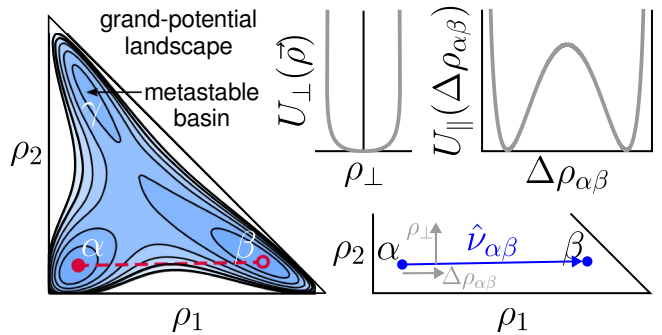 grand-potential
landscape
metastable
basin
γ
α
β
ρ₂
ρ₁
U⊥(ρ⃗)
ρ⊥
U∥(Δραβ)
Δραβ
ρ₂
α
ρ⊥
ν̂αβ
β
Δραβ
ρ₁